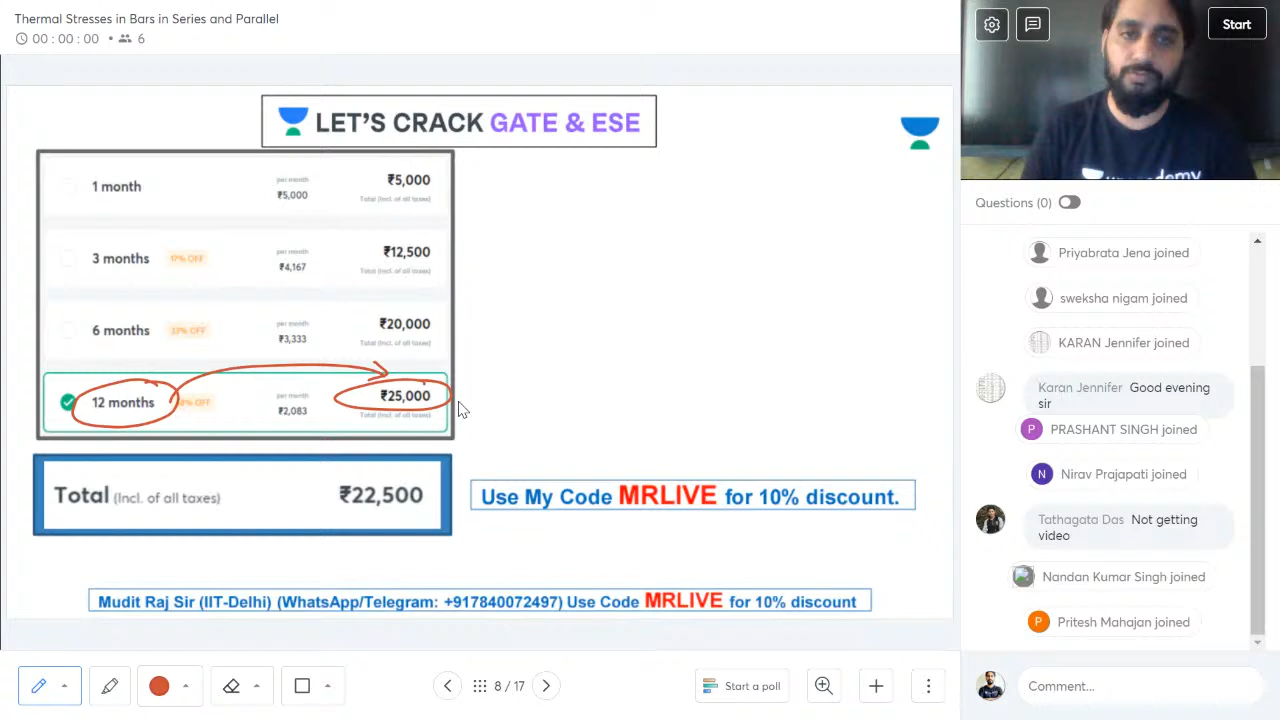 Thermal Stresses in Bars in Series and Parallel
00 : 00 : 00 • 6
Start
LET'S CRACK GATE & ESE
1 month
per month
₹5,000
₹5,000
Total (Incl. of all taxes)
3 months
17% OFF
per month
₹4,167
₹12,500
Total (Incl. of all taxes)
6 months
33% OFF
per month
₹3,333
₹20,000
Total (Incl. of all taxes)
12 months
% OFF
per month
₹2,083
₹25,000
Total (Incl. of all taxes)
Total (Incl. of all taxes)
₹22,500
Use My Code MRLIVE for 10% discount.
Mudit Raj Sir (IIT-Delhi) (WhatsApp/Telegram: +917840072497) Use Code MRLIVE for 10% discount
Questions (0)
Priyabrata Jena joined
sweksha nigam joined
KARAN Jennifer joined
Karan Jennifer Good evening
sir
P PRASHANT SINGH joined
N Nirav Prajapati joined
Tathagata Das Not getting
video
Nandan Kumar Singh joined
P Pritesh Mahajan joined
8 / 17
Start a poll
Comment...